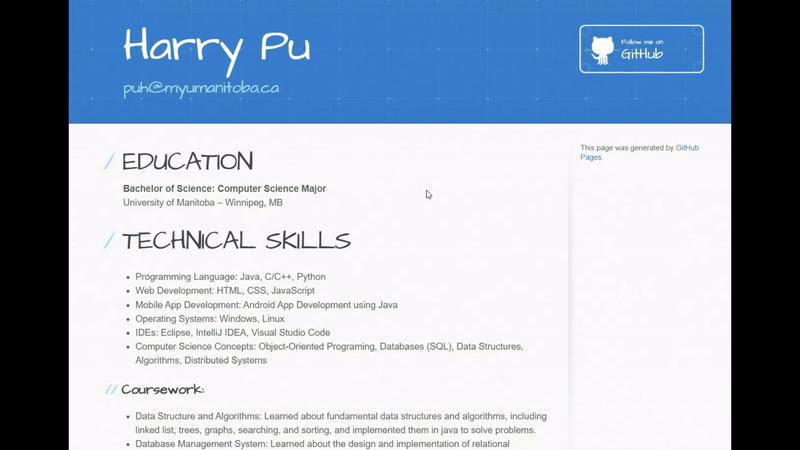 Harry Pu
puh@myumanitoba.ca
Follow me on
GitHub
/ EDUCATION
Bachelor of Science: Computer Science Major
University of Manitoba – Winnipeg, MB
This page was generated by GitHub
Pages.
/ TECHNICAL SKILLS
• Programming Language: Java, C/C++, Python
• Web Development: HTML, CSS, JavaScript
• Mobile App Development: Android App Development using Java
• Operating Systems: Windows, Linux
• IDEs: Eclipse, IntelliJ IDEA, Visual Studio Code
• Computer Science Concepts: Object-Oriented Programing, Databases (SQL), Data Structures,
Algorithms, Distributed Systems
// Coursework:
• Data Structure and Algorithms: Learned about fundamental data structures and algorithms, including
linked list, trees, graphs, searching, and sorting, and implemented them in java to solve problems.
• Database Management System: Learned about the design and implementation of relational